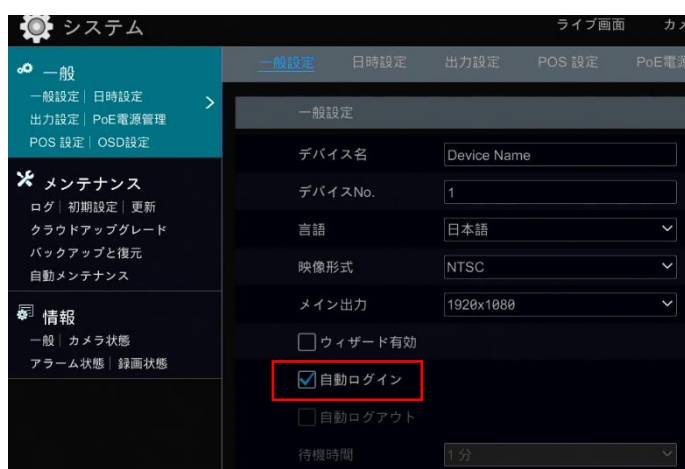 システム
ライブ画面
一般
一般設定 | 日時設定
出力設定 | PoE電源管理
POS 設定 | OSD設定
>
メンテナンス
ログ | 初期設定 | 更新
クラウドアップグレード
バックアップと復元
自動メンテナンス
情報
一般 | カメラ状態
アラーム状態 | 録画状態
一般設定 日時設定 出力設定 POS 設定 PoE電源
一般設定
デバイス名 Device Name
デバイスNo. 1
言語 日本語
映像形式 NTSC
メイン出力 1920x1080
ウィザード有効
自動ログイン
自動ログアウト
待機時間 1 分